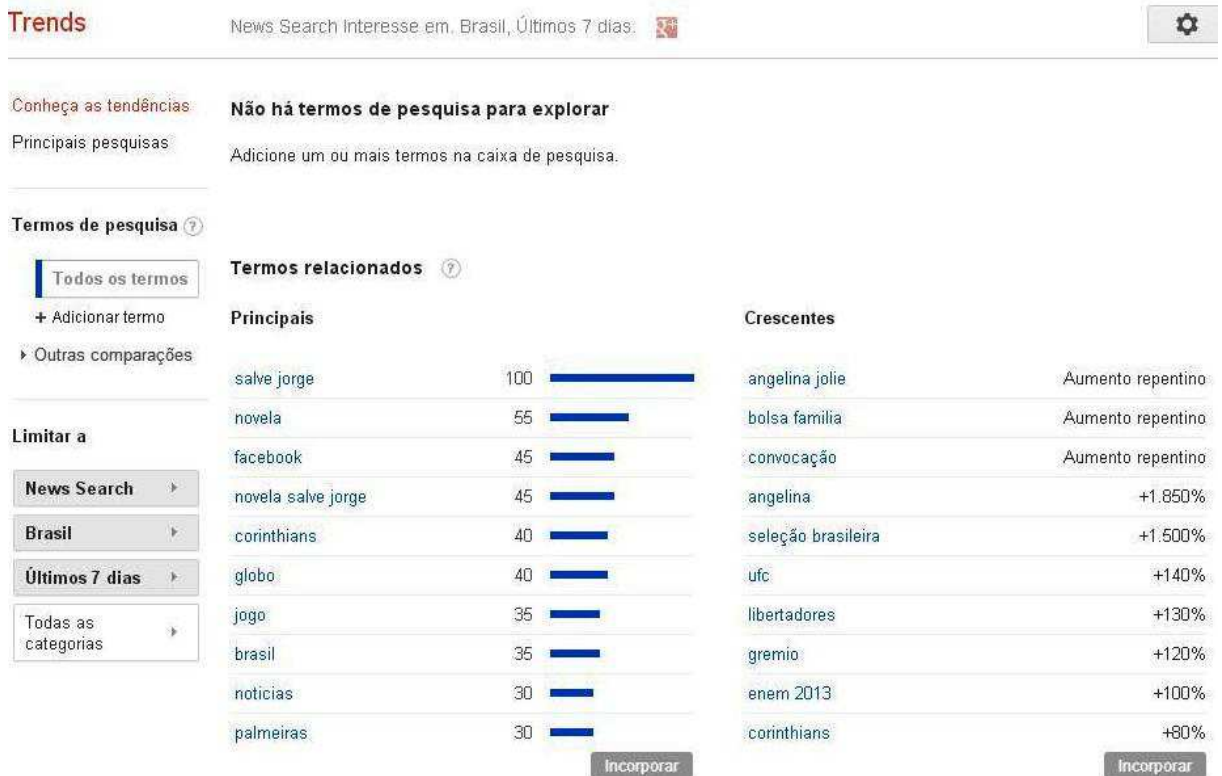 Trends
News Search Interesse em. Brasil, Últimos 7 dias.
Conheça as tendências
Principais pesquisas
Não há termos de pesquisa para explorar
Adicione um ou mais termos na caixa de pesquisa.
Termos de pesquisa ?
Todos os termos
+ Adicionar termo
Outras comparações
Limitar a
News Search
Brasil
Últimos 7 dias
Todas as
categorias
Termos relacionados ?
Principais
salve jorge 100
novela 55
facebook 45
novela salve jorge 45
corinthians 40
globo 40
jogo 35
brasil 35
noticias 30
palmeiras 30
Incorporar
Crescentes
angelina jolie Aumento repentino
bolsa familia Aumento repentino
convocação Aumento repentino
angelina +1.850%
seleção brasileira +1.500%
ufc +140%
libertadores +130%
gremio +120%
enem 2013 +100%
corinthians +80%
Incorporar